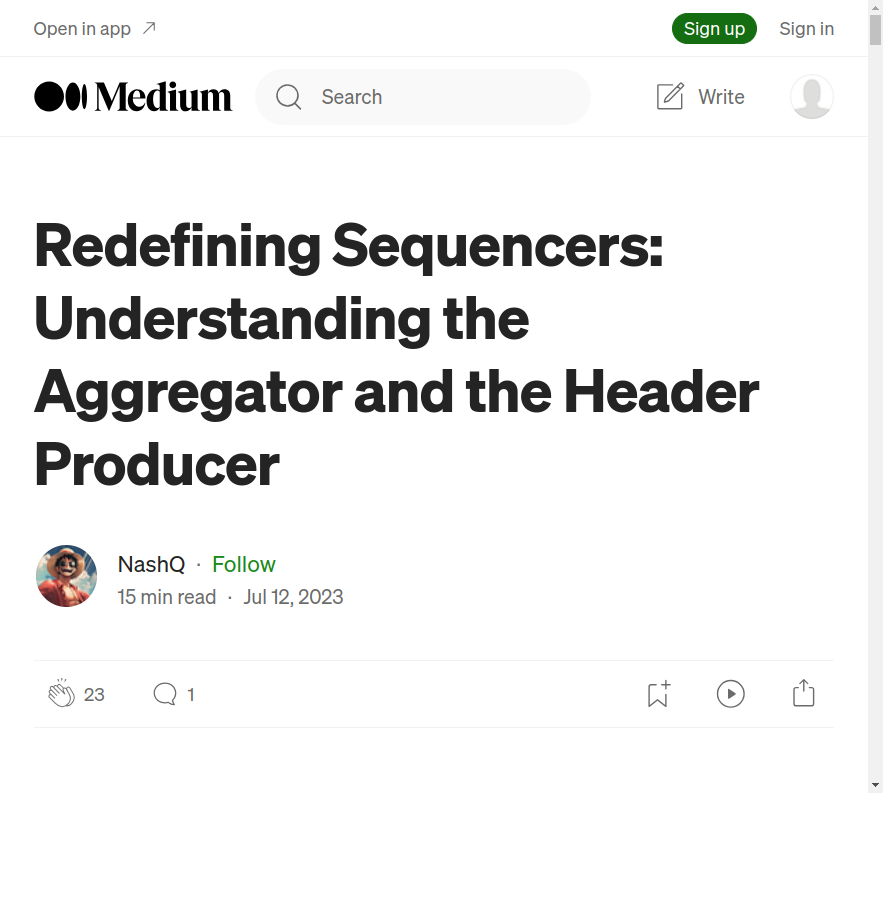 Open in app
Sign up
Sign in
Medium
Search
Write
Redefining Sequencers:
Understanding the
Aggregator and the Header
Producer
NashQ · Follow
15 min read · Jul 12, 2023
23
1